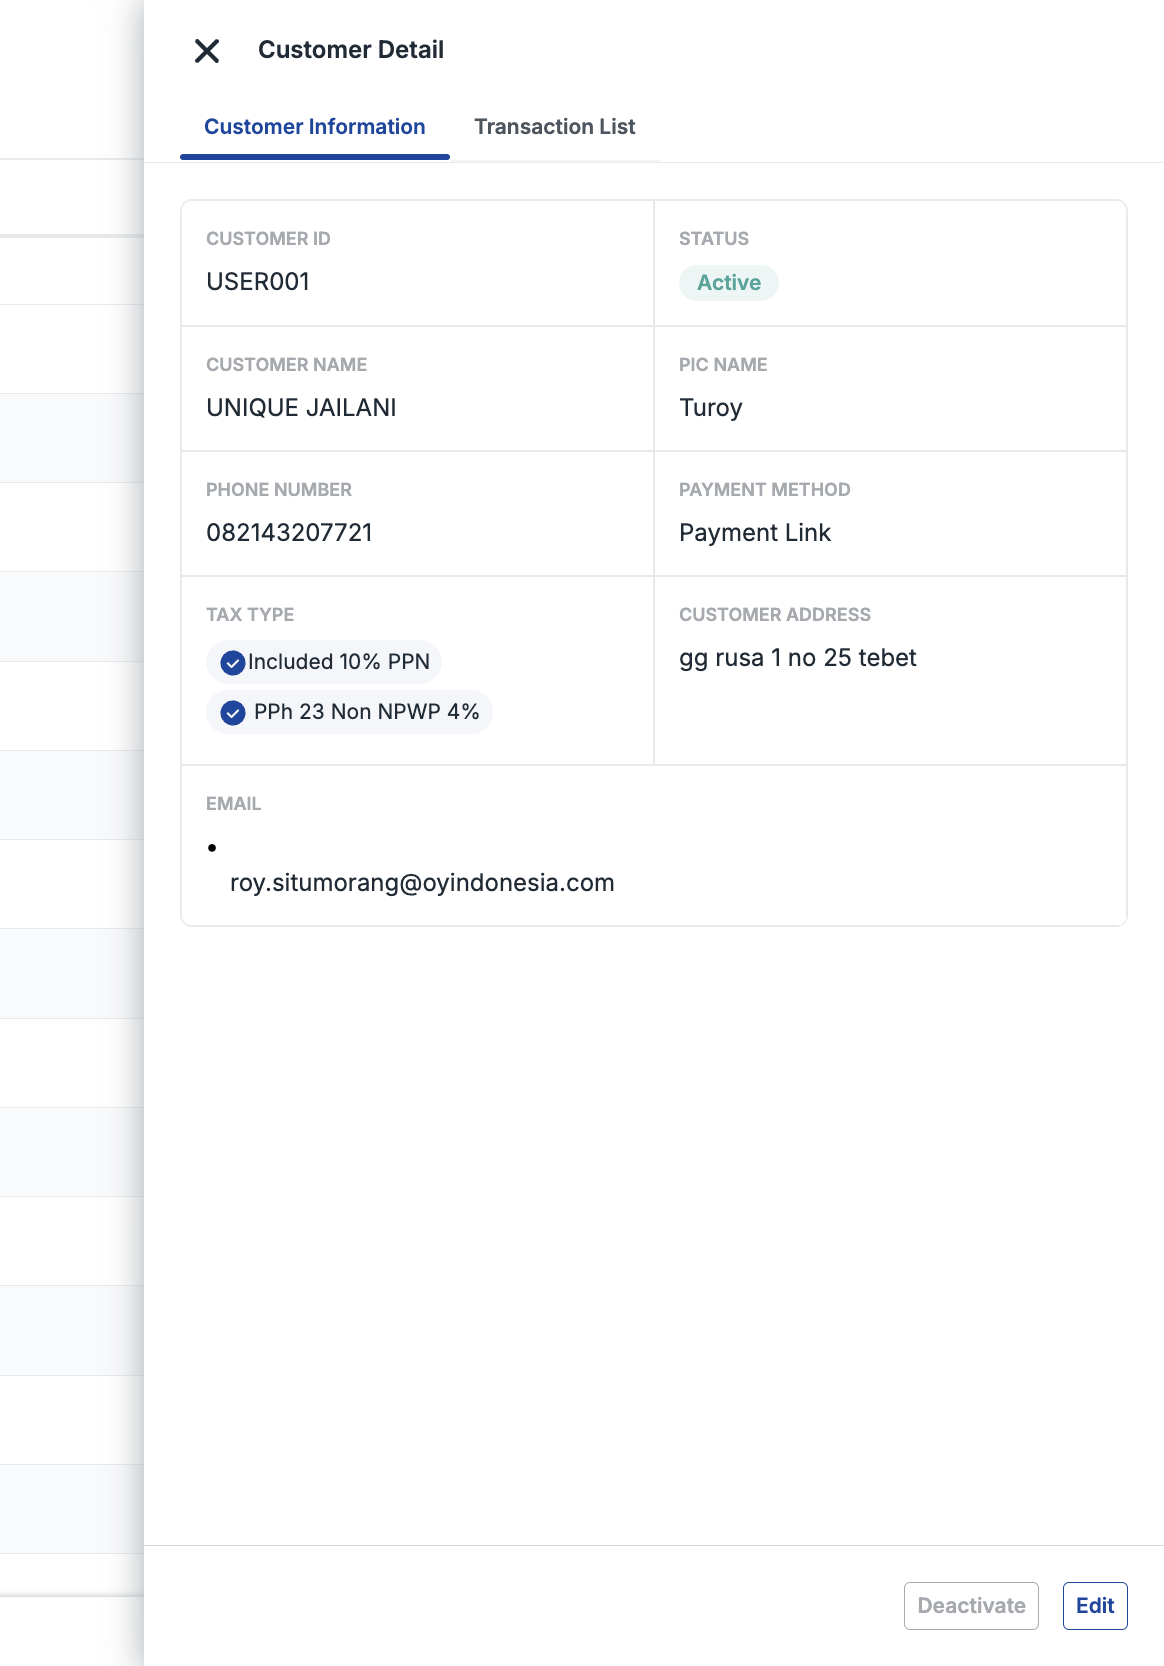 Customer Detail
Customer Information
Transaction List
CUSTOMER ID
USER001
STATUS
Active
CUSTOMER NAME
UNIQUE JAILANI
PIC NAME
Turoy
PHONE NUMBER
082143207721
PAYMENT METHOD
Payment Link
TAX TYPE
Included 10% PPN
PPh 23 Non NPWP 4%
CUSTOMER ADDRESS
gg rusa 1 no 25 tebet
EMAIL
•
roy.situmorang@oyindonesia.com
Deactivate
Edit